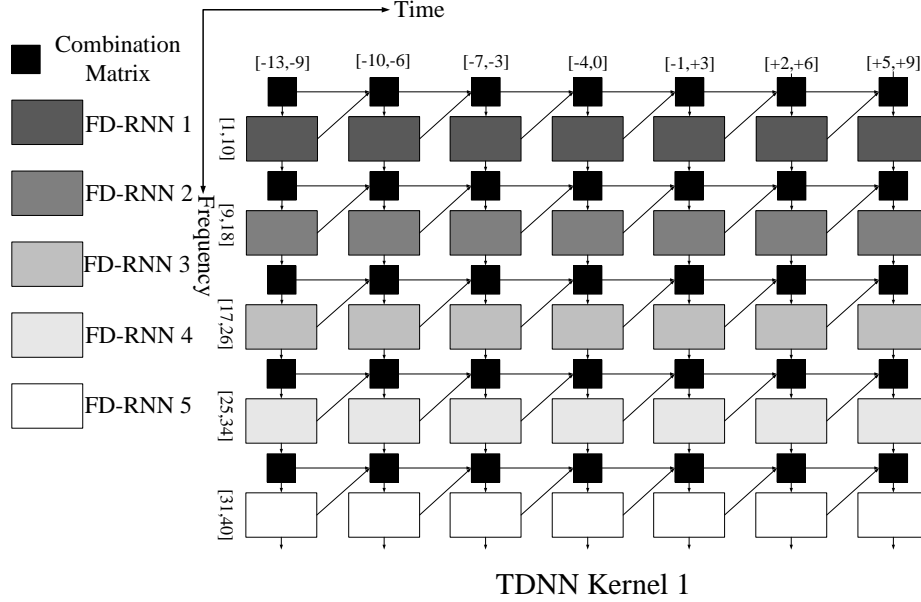 Time
Combination
Matrix
FD-RNN 1
FD-RNN 2
FD-RNN 3
FD-RNN 4
FD-RNN 5
Frequency
[-13,-9] [-10,-6] [-7,-3] [-4,0] [-1,+3] [+2,+6] [+5,+9]
[1,10]
[9,18]
[17,26]
[25,34]
[31,40]
TDNN Kernel 1